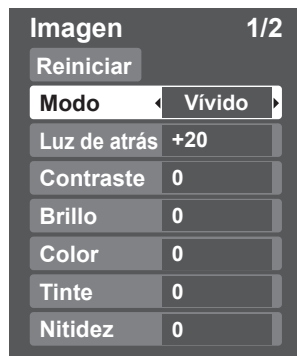 Imagen 1/2
Reiniciar
Modo Vívido
Luz de atrás +20
Contraste 0
Brillo 0
Color 0
Tinte 0
Nitidez 0